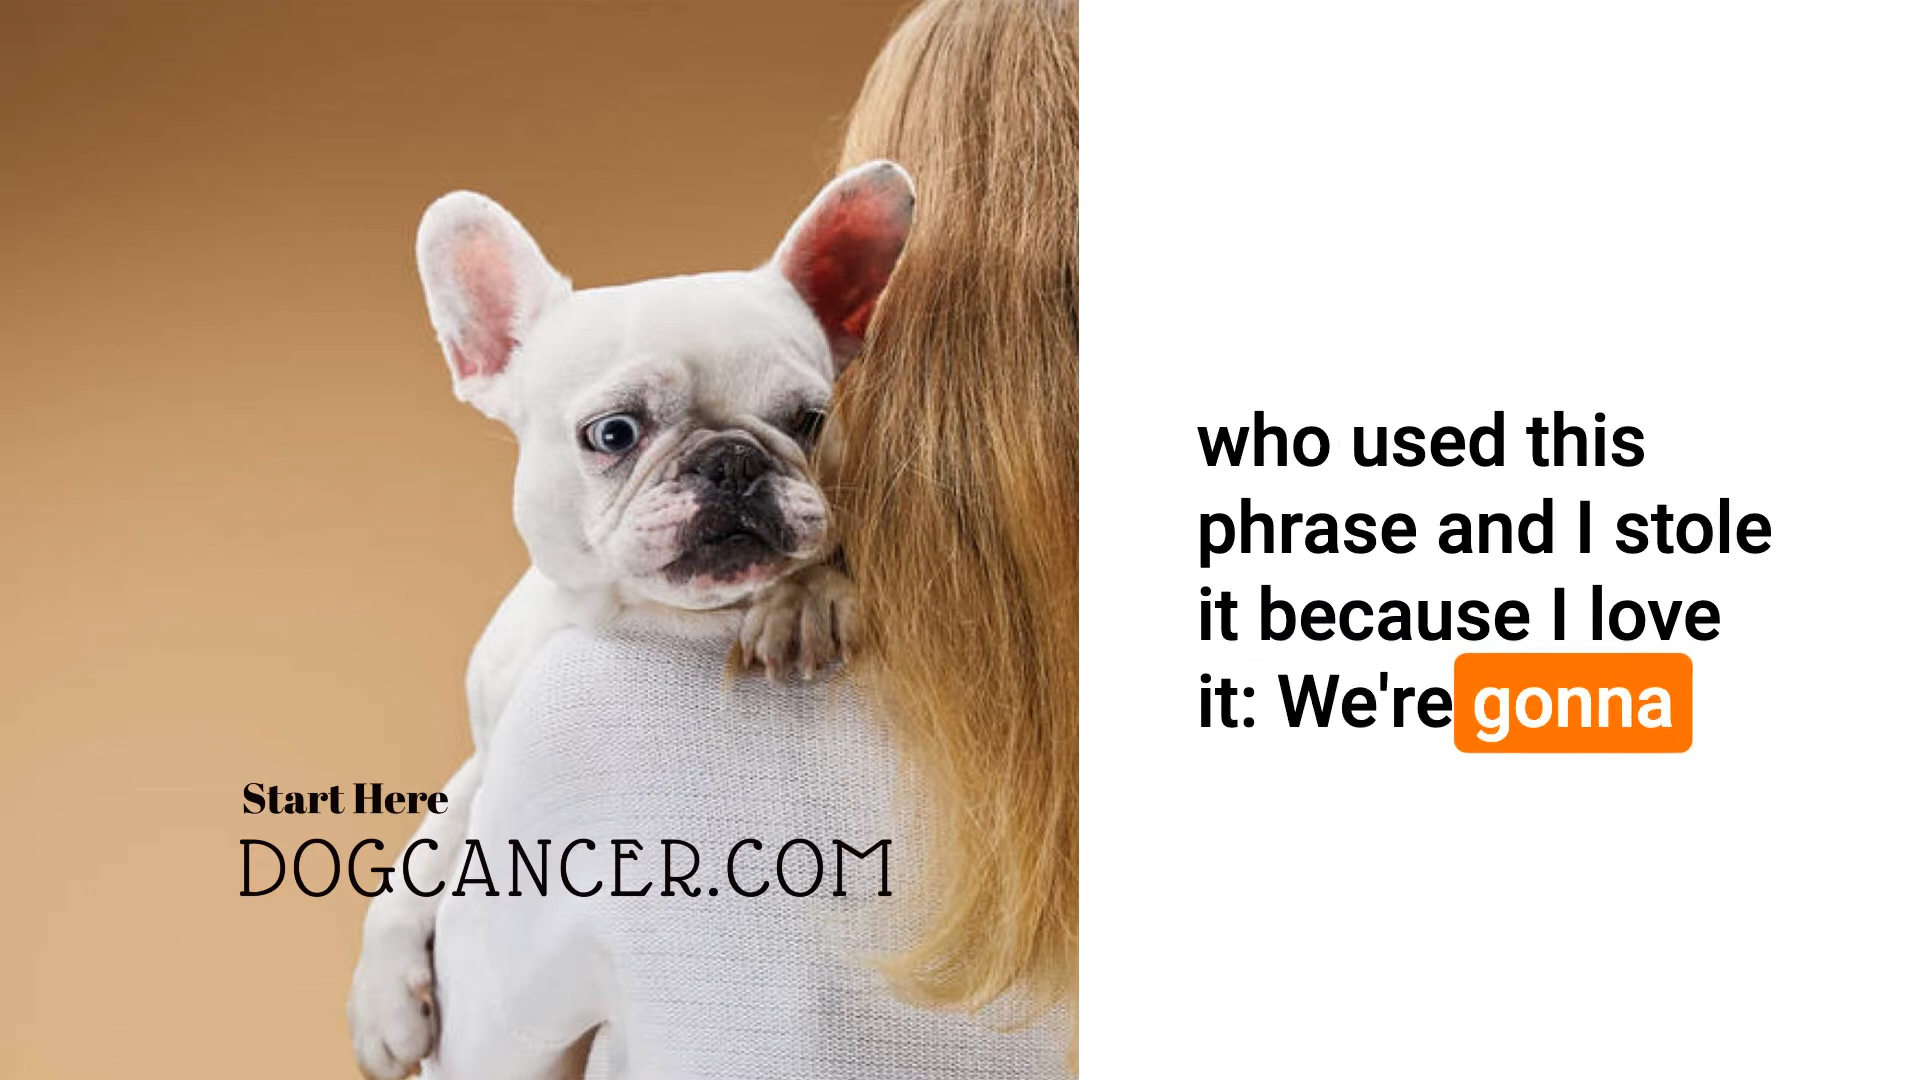 Start Here
DOGCANCER.COM
who used this
phrase and I stole
it because I love
it: We're gonna